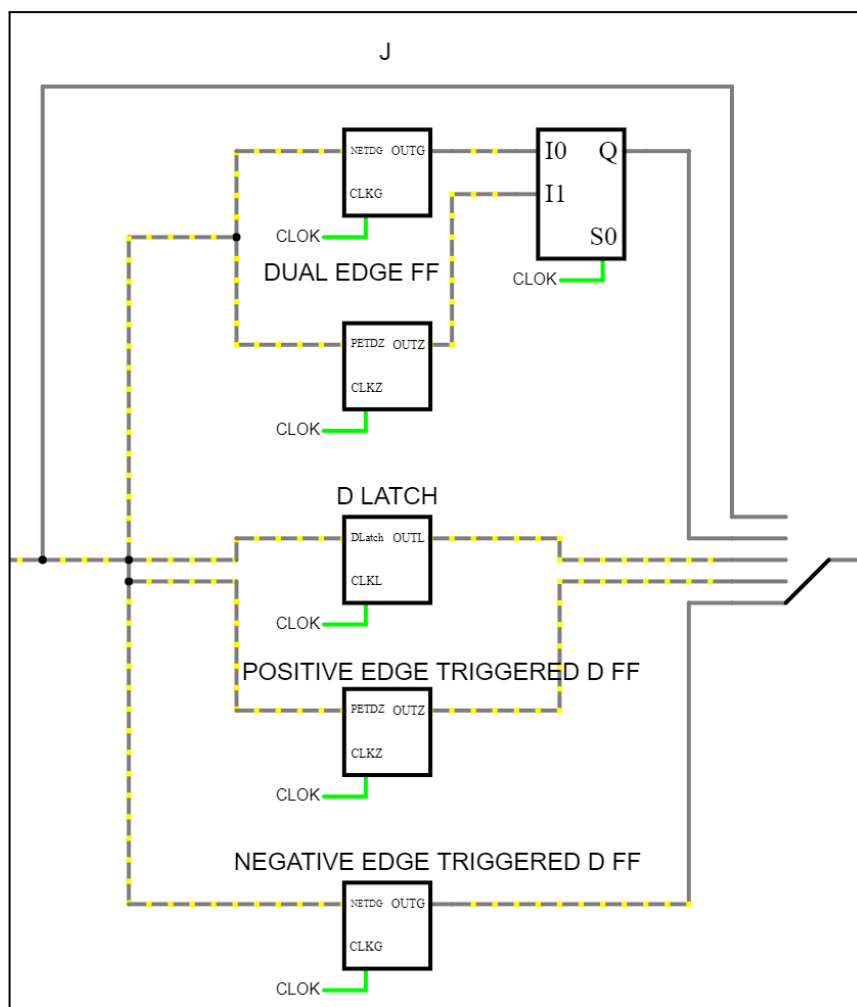 J
NETDG OUTG
CLKG
CLOK
I0 Q
I1
S0
CLOK
DUAL EDGE FF
PETDZ OUTZ
CLKZ
CLOK
D LATCH
DLatch OUTL
CLKL
CLOK
POSITIVE EDGE TRIGGERED D FF
PETDZ OUTZ
CLKZ
CLOK
NEGATIVE EDGE TRIGGERED D FF
NETDG OUTG
CLKG
CLOK